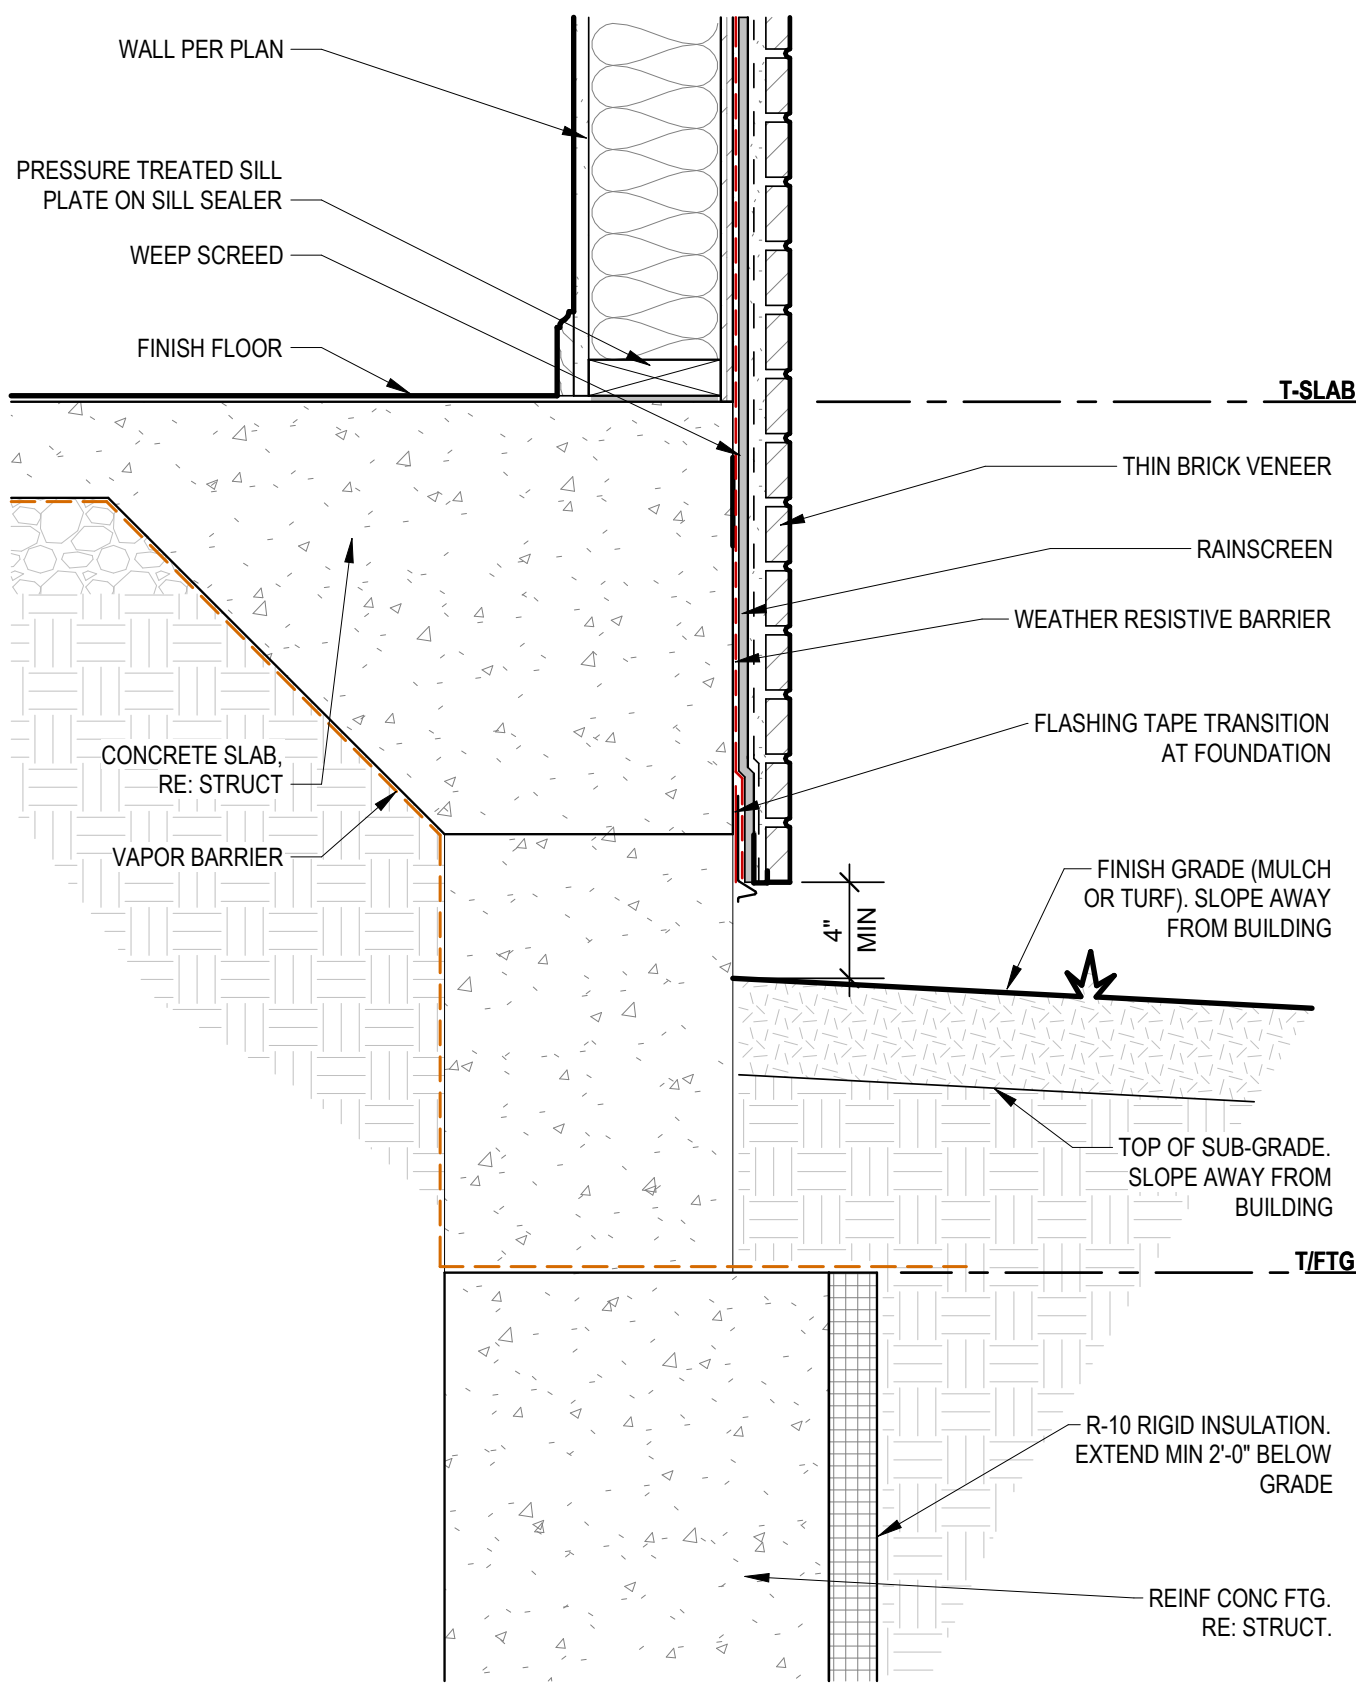 WALL PER PLAN
PRESSURE TREATED SILL
PLATE ON SILL SEALER
WEEP SCREED
FINISH FLOOR
T-SLAB
THIN BRICK VENEER
RAINSCREEN
WEATHER RESISTIVE BARRIER
FLASHING TAPE TRANSITION
AT FOUNDATION
CONCRETE SLAB,
RE: STRUCT
VAPOR BARRIER
FINISH GRADE (MULCH
OR TURF). SLOPE AWAY
FROM BUILDING
4"
MIN
TOP OF SUB-GRADE.
SLOPE AWAY FROM
BUILDING
T/FTG
R-10 RIGID INSULATION.
EXTEND MIN 2'-0" BELOW
GRADE
REINF CONC FTG.
RE: STRUCT.